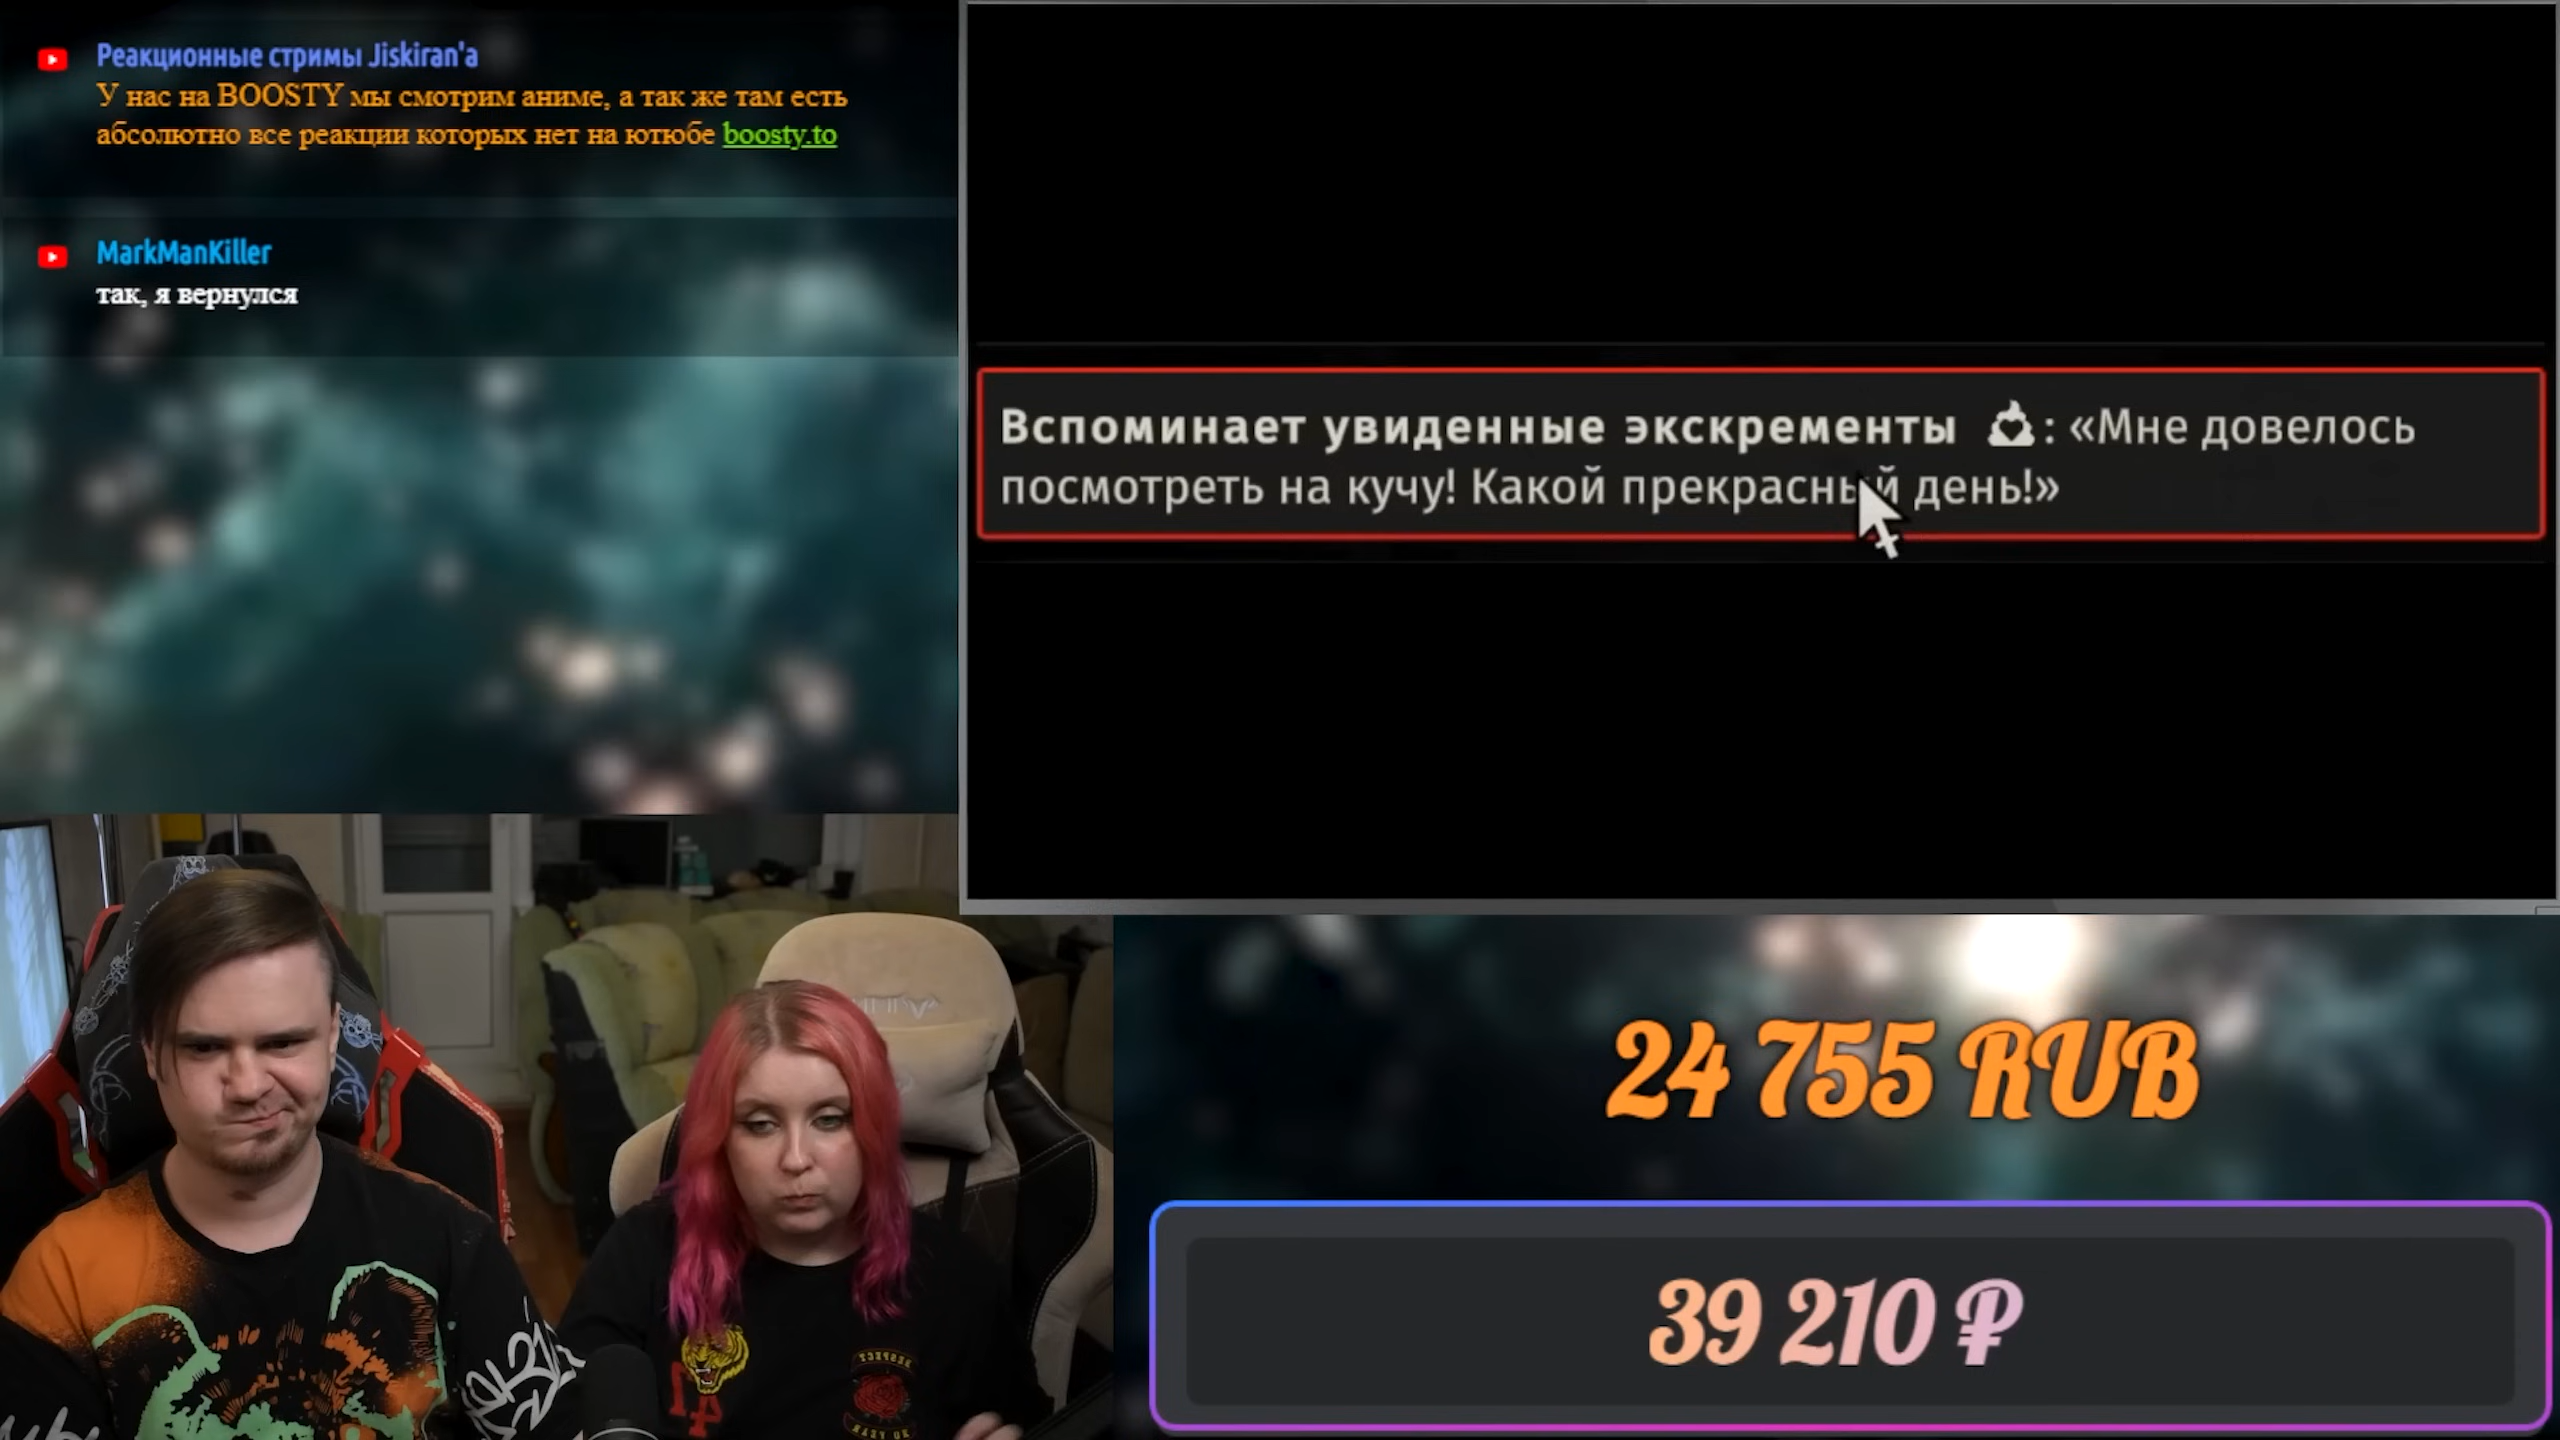 Реакционные стримы Jiskiran'a
У нас на BOOSTY мы смотрим аниме, а так же там есть
абсолютно все реакции которых нет на ютюбе boosty.to
MarkManKiller
так, я вернулся
Вспоминает увиденные экскременты : «Мне довелось
посмотреть на кучу! Какой прекрасный день!»
24 755 RUB
39 210 ₽
RESPECT